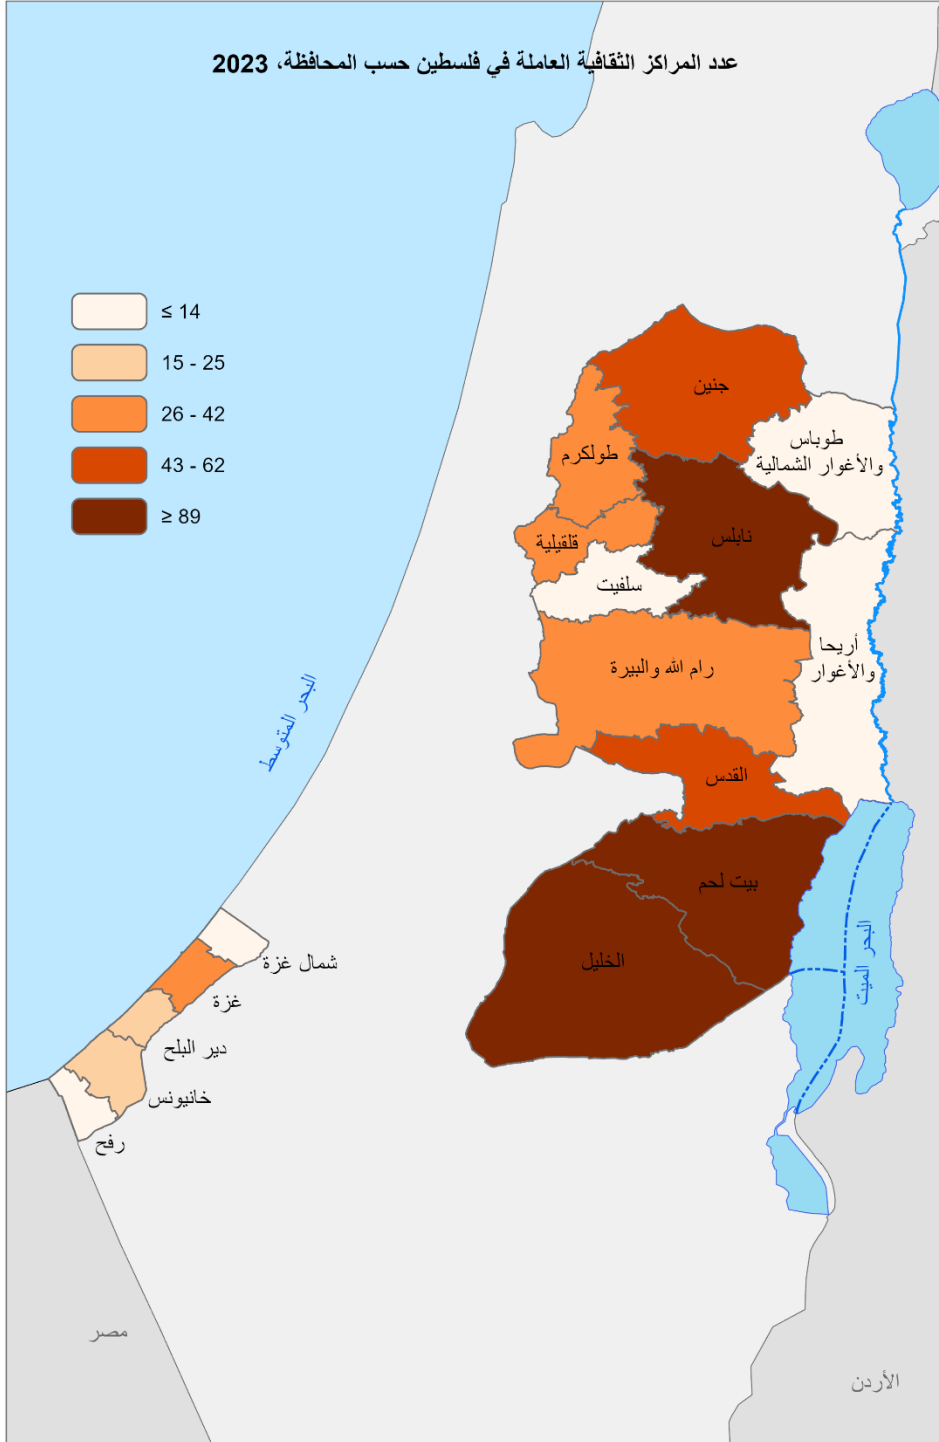 عدد المراكز الثقافية العاملة في فلسطين حسب المحافظة، 2023
≤ 14
15 - 25
26 - 42
43 - 62
≥ 89
جنين
طوباس
والأغوار الشمالية
طولكرم
نابلس
قلقيلية
سلفيت
أريحا
والأغوار
رام الله والبيرة
البحر المتوسط
القدس
بيت لحم
الخليل
البحر الميت
شمال غزة
غزة
دير البلح
خانيونس
رفح
مصر
الأردن